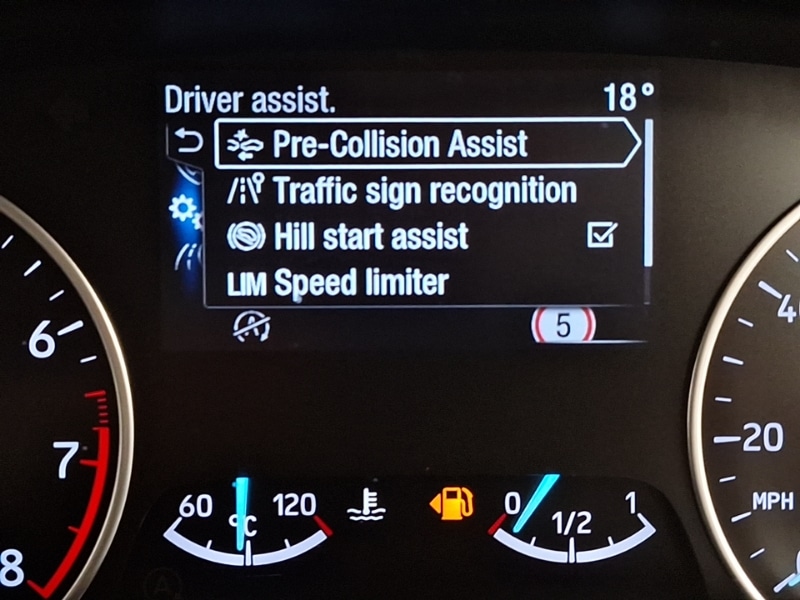 Driver assist. 18°
Pre-Collision Assist
Traffic sign recognition
Hill start assist
LIM Speed limiter
A 5
6
7
8
40
20
MPH
60 120
°C
0 1/2 1